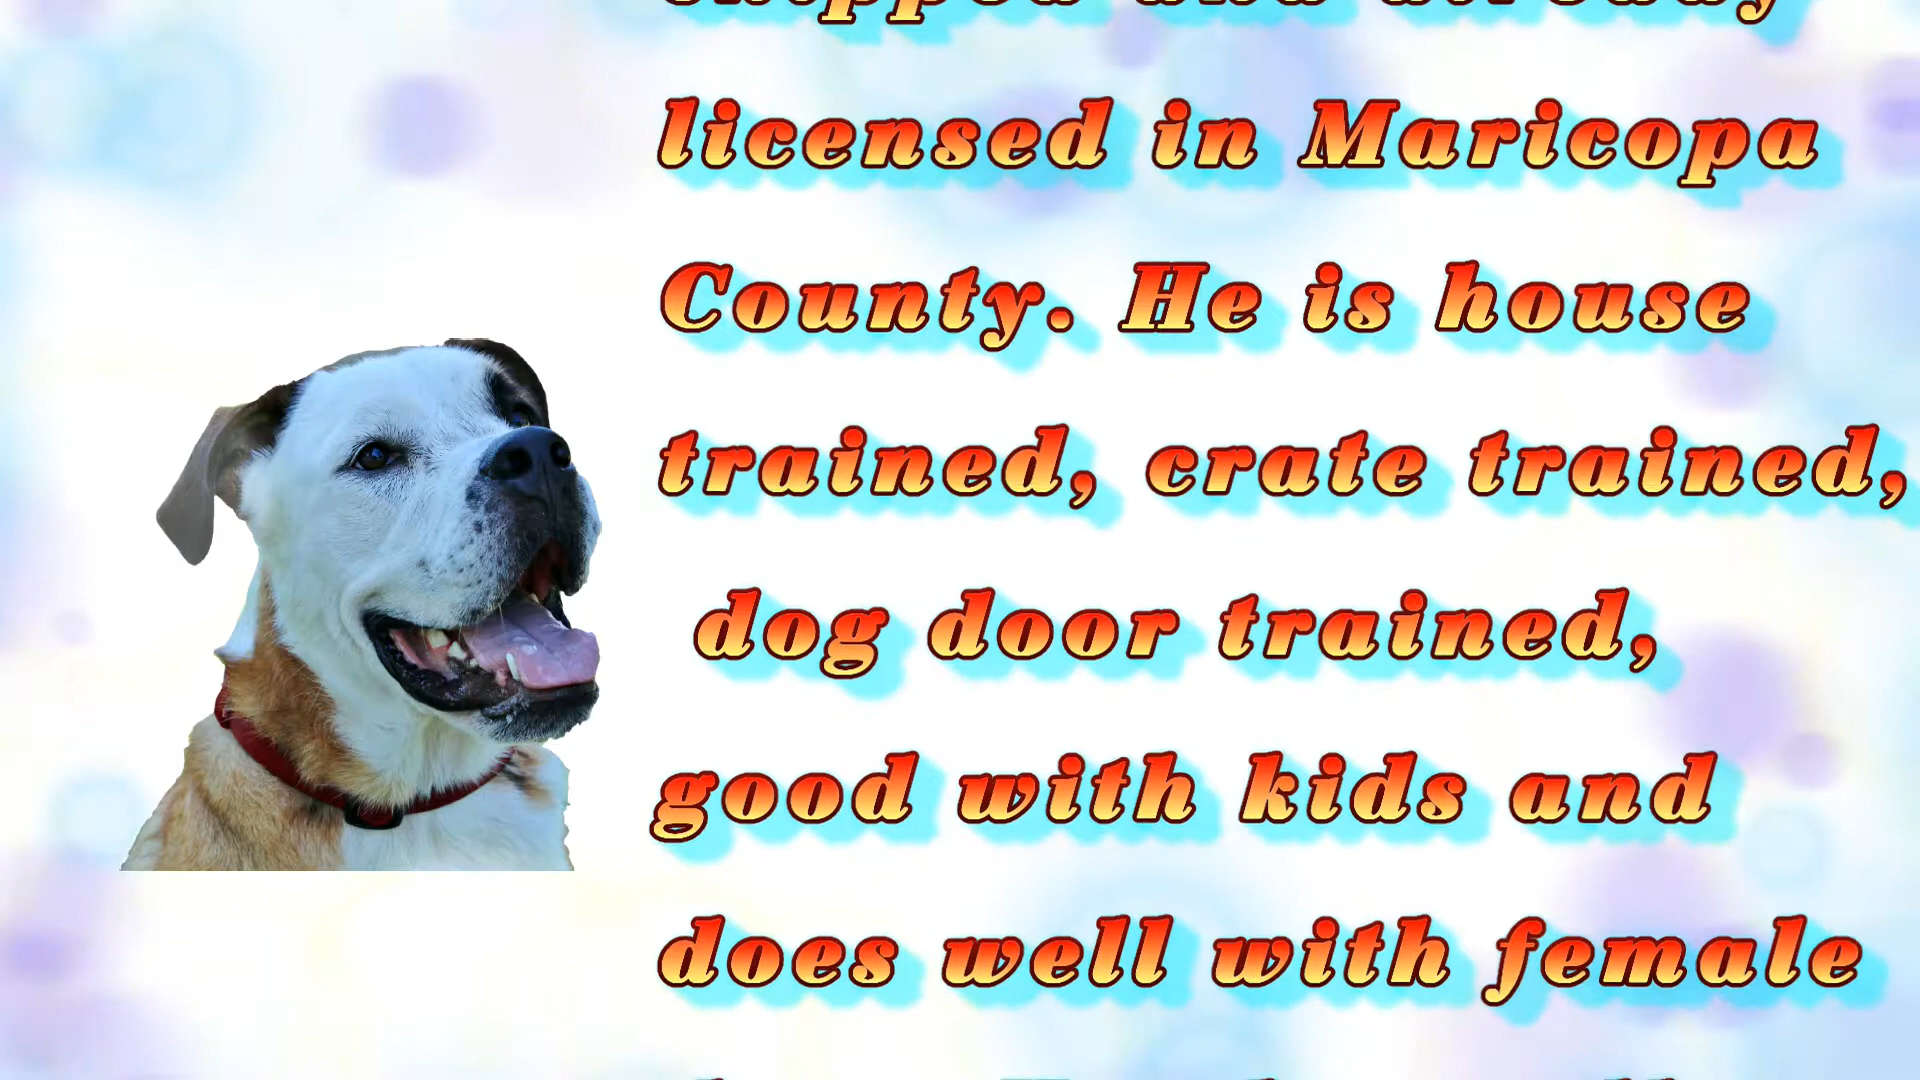 licensed in Maricopa
County. He is house
trained, crate trained,
dog door trained,
good with kids and
does well with female